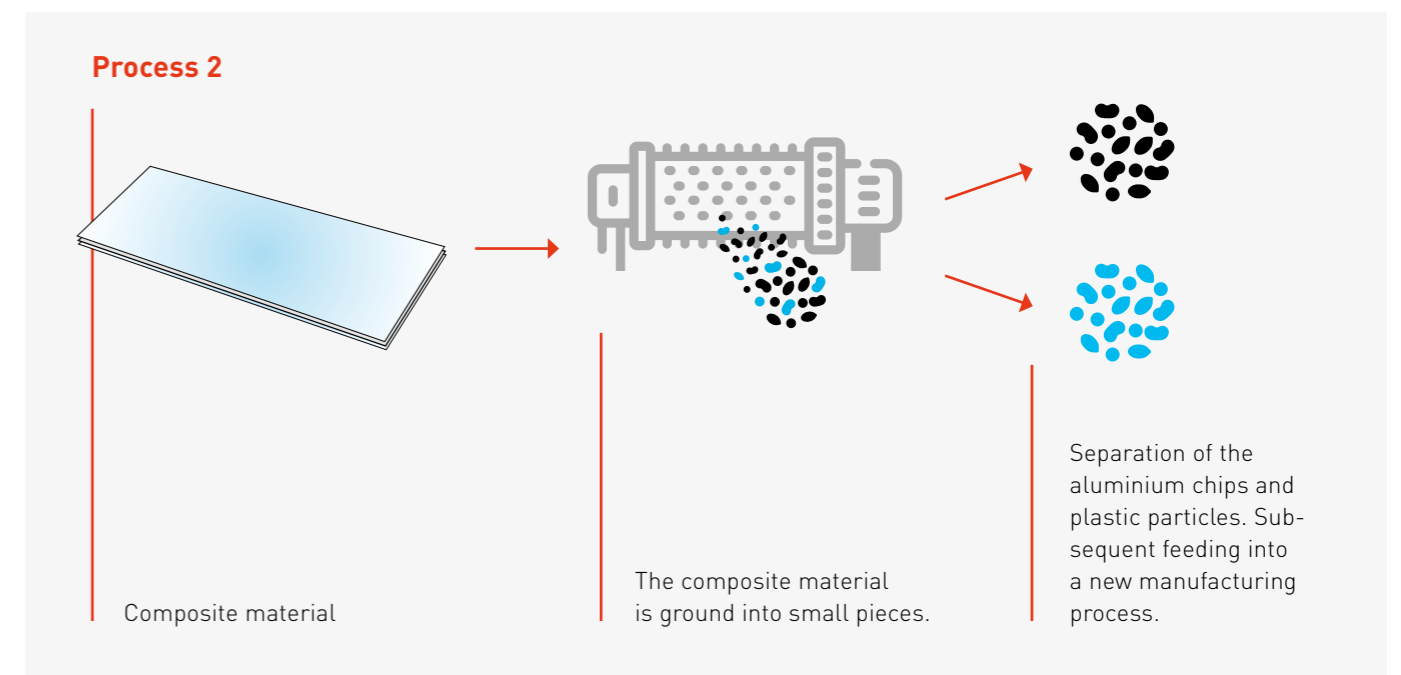 Process 2
Composite material
The composite material
is ground into small pieces.
Separation of the
aluminium chips and
plastic particles. Sub-
sequent feeding into
a new manufacturing
process.